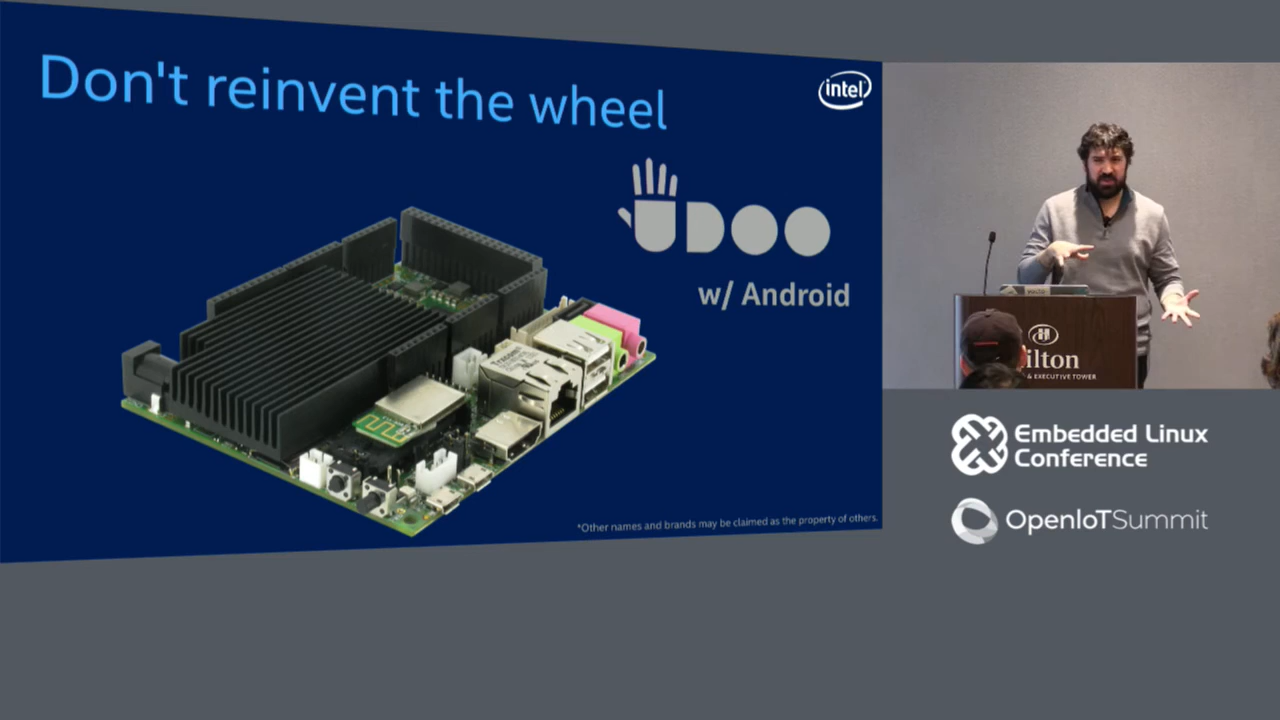 Don't reinvent the wheel
intel
UDOO
w/ Android
*Other names and brands may be claimed as the property of others.
ilton
& EXECUTIVE TOWER
Embedded Linux
Conference
OpenIoTSummit